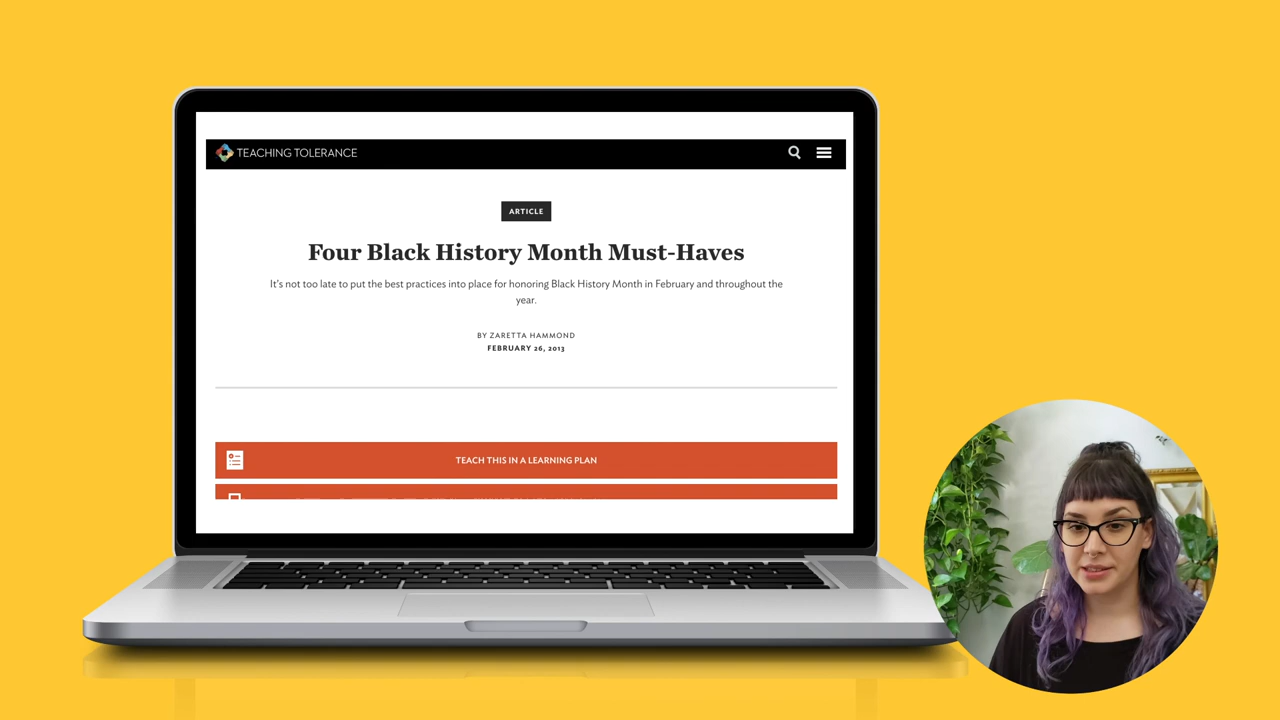 TEACHING TOLERANCE
ARTICLE
Four Black History Month Must-Haves
It's not too late to put the best practices into place for honoring Black History Month in February and throughout the
year.
BY ZARETTA HAMMOND
FEBRUARY 26, 2013
TEACH THIS IN A LEARNING PLAN